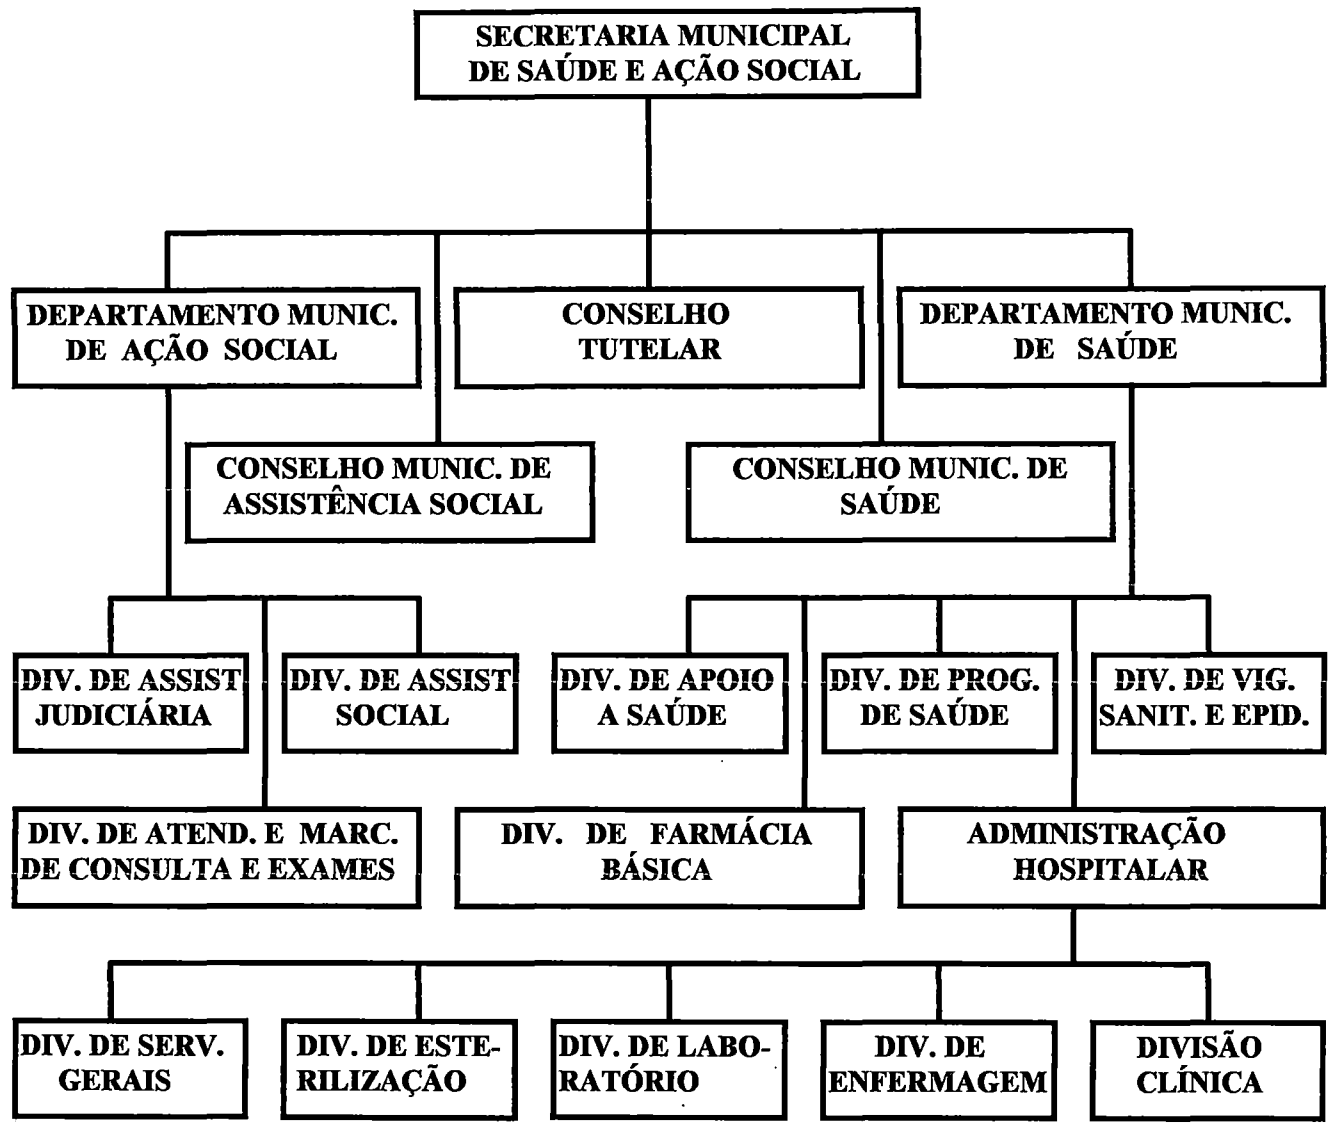 SECRETARIA MUNICIPAL
DE SAÚDE E AÇÃO SOCIAL
DEPARTAMENTO MUNIC.
DE AÇÃO SOCIAL
CONSELHO
TUTELAR
DEPARTAMENTO MUNIC.
DE SAÚDE
CONSELHO MUNIC. DE
ASSISTÊNCIA SOCIAL
CONSELHO MUNIC. DE
SAÚDE
DIV. DE ASSIST
JUDICIÁRIA
DIV. DE ASSIST
SOCIAL
DIV. DE APOIO
A SAÚDE
DIV. DE PROG.
DE SAÚDE
DIV. DE VIG.
SANIT. E EPID.
DIV. DE ATEND. E MARC.
DE CONSULTA E EXAMES
DIV. DE FARMÁCIA
BÁSICA
ADMINISTRAÇÃO
HOSPITALAR
DIV. DE SERV.
GERAIS
DIV. DE ESTE-
RILIZAÇÃO
DIV. DE LABO-
RATÓRIO
DIV. DE
ENFERMAGEM
DIVISÃO
CLÍNICA